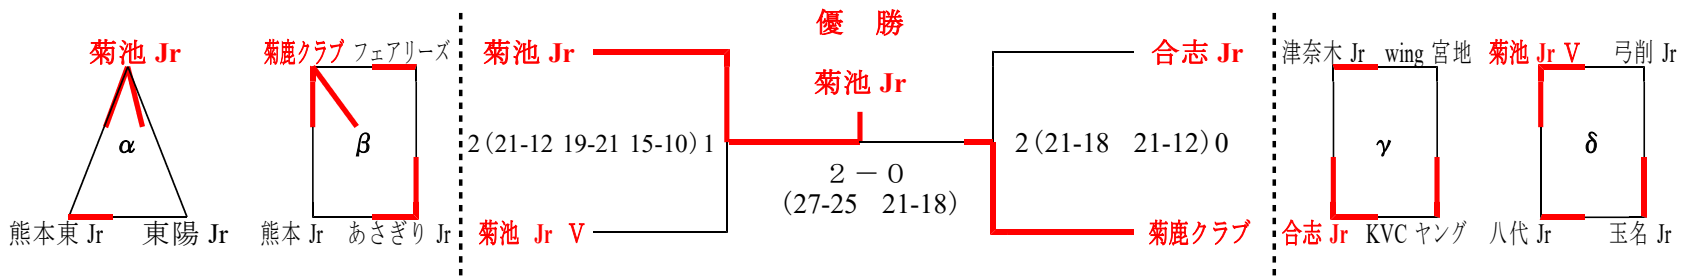 優 勝
菊池 Jr 菊鹿クラブ フェアリーズ 菊池 Jr 合志 Jr 津奈木 Jr wing 宮地 菊池 Jr V 弓削 Jr
菊池 Jr
α β 2(21-12 19-21 15-10)1 2(21-18 21-12)0 γ δ
2－0
(27-25 21-18)
熊本東 Jr 東陽 Jr 熊本 Jr あさぎり Jr 菊池 Jr V 菊鹿クラブ 合志 Jr KVC ヤング 八代 Jr 玉名 Jr